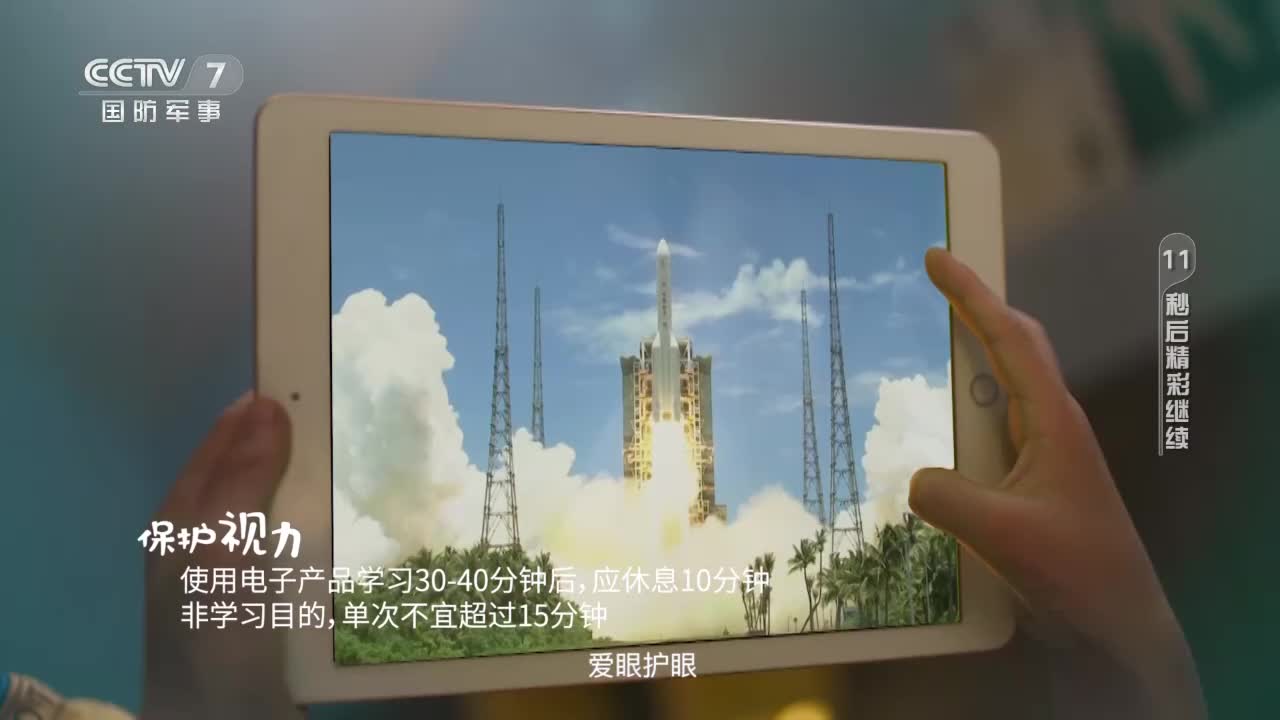 CCTV 7
国防军事
11
秒后精彩继续
保护视力
使用电子产品学习30-40分钟后，应休息10分钟
非学习目的，单次不宜超过15分钟
爱眼护眼